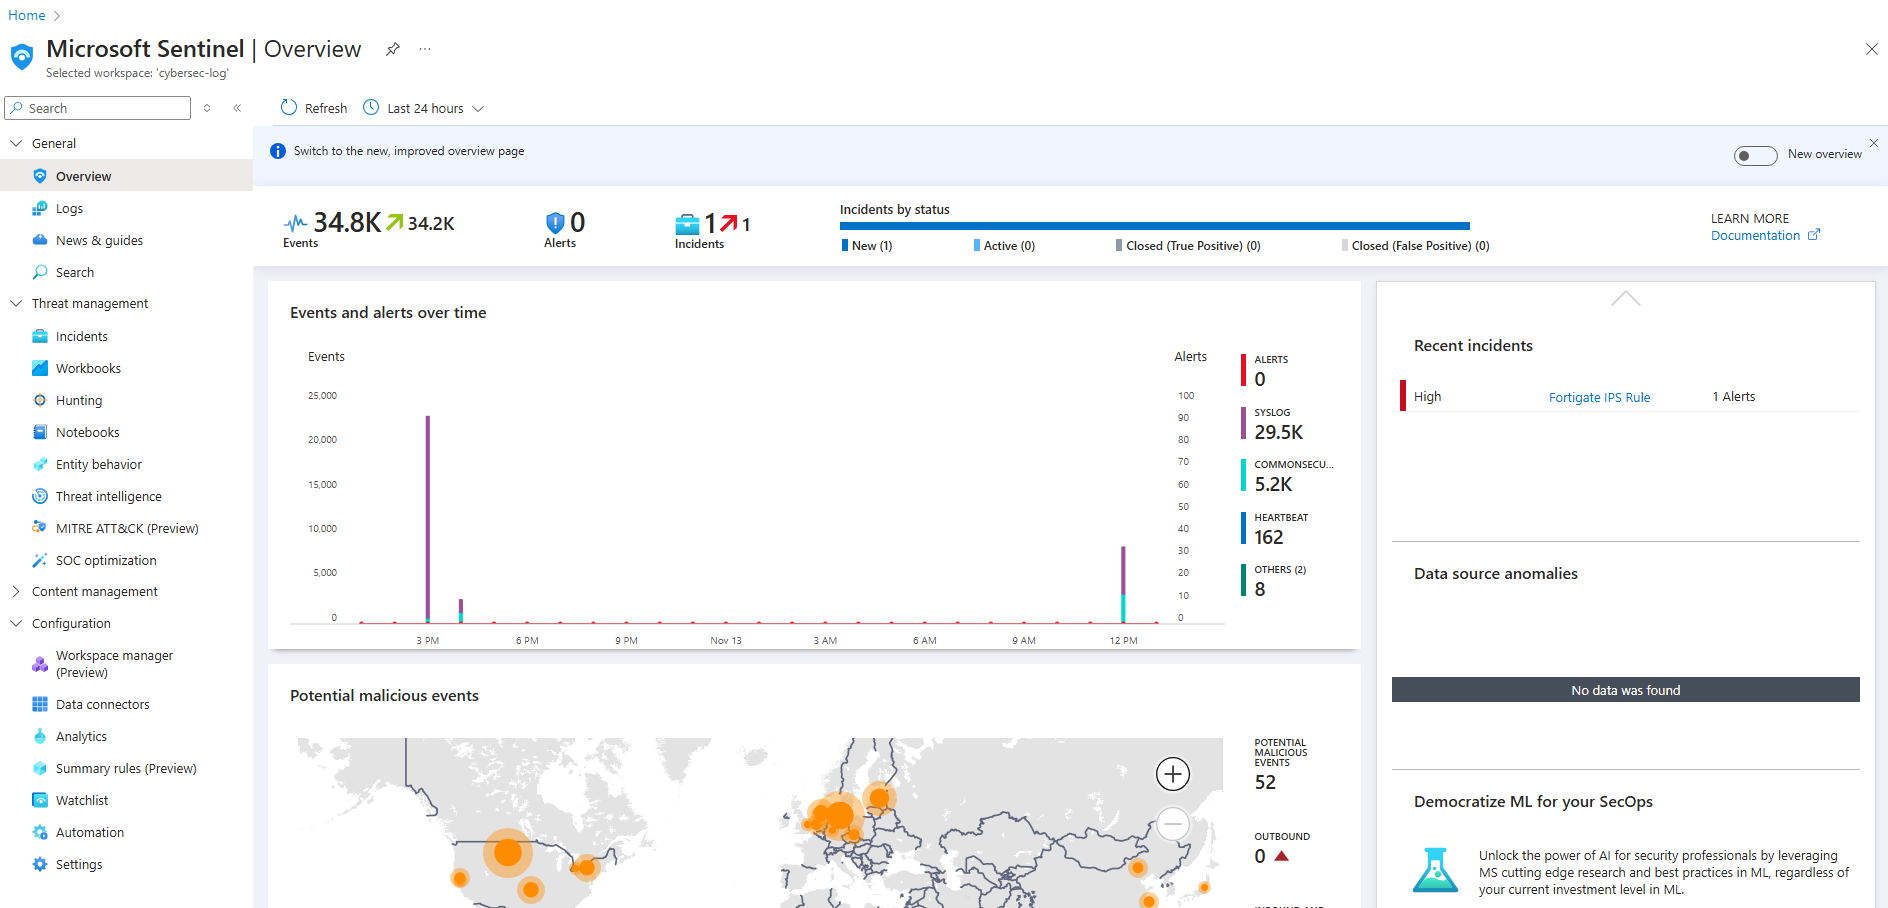 Home
Microsoft Sentinel | Overview
Selected workspace: 'cybersec-log'
Search
General
Overview
Logs
News & guides
Search
Threat management
Incidents
Workbooks
Hunting
Notebooks
Entity behavior
Threat intelligence
MITRE ATT&CK (Preview)
SOC optimization
Content management
Configuration
Workspace manager
(Preview)
Data connectors
Analytics
Summary rules (Preview)
Watchlist
Automation
Settings
Refresh
Last 24 hours
Switch to the new, improved overview page
New overview
34.8K 34.2K
Events
0
Alerts
1 1
Incidents
Incidents by status
New (1)
Active (0)
Closed (True Positive) (0)
Closed (False Positive) (0)
LEARN MORE
Documentation
Events and alerts over time
Events
25,000
20,000
15,000
10,000
5,000
0
3 PM
6 PM
9 PM
Nov 13
3 AM
6 AM
9 AM
12 PM
Alerts
100
90
80
70
60
50
40
30
20
10
0
ALERTS
0
SYSLOG
29.5K
COMMONSECU...
5.2K
HEARTBEAT
162
OTHERS (2)
8
Potential malicious events
POTENTIAL
MALICIOUS
EVENTS
52
OUTBOUND
0
Recent incidents
High
Fortigate IPS Rule
1 Alerts
Data source anomalies
No data was found
Democratize ML for your SecOps
Unlock the power of AI for security professionals by leveraging
MS cutting edge research and best practices in ML, regardless of
your current investment level in ML.